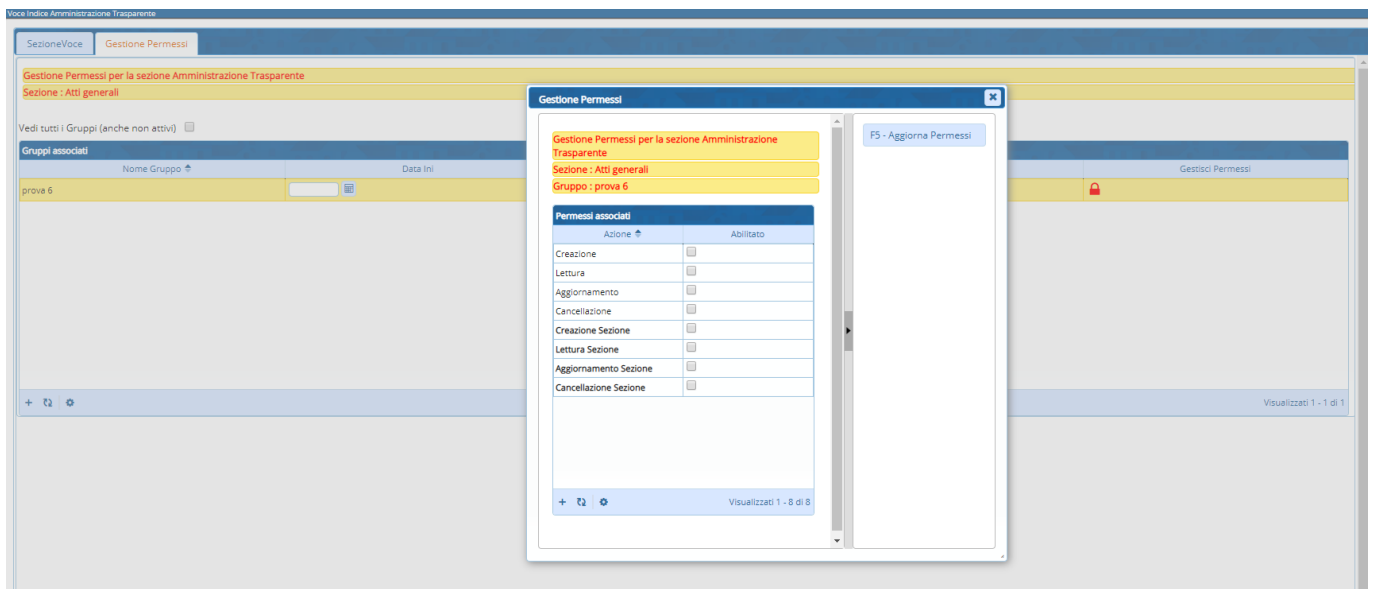 Voce Indice Amministrazione Trasparente
SezioneVoce
Gestione Permessi
Gestione Permessi per la sezione Amministrazione Trasparente
Sezione : Atti generali
Vedi tutti i Gruppi (anche non attivi)
Gruppi associati
Nome Gruppo
Data Ini
Gestisci Permessi
prova 6
Visualizzati 1 - 1 di 1
Gestione Permessi
Gestione Permessi per la sezione Amministrazione
Trasparente
Sezione : Atti generali
Gruppo : prova 6
Permessi associati
Azione
Abilitato
Creazione
Lettura
Aggiornamento
Cancellazione
Creazione Sezione
Lettura Sezione
Aggiornamento Sezione
Cancellazione Sezione
Visualizzati 1 - 8 di 8
F5 - Aggiorna Permessi